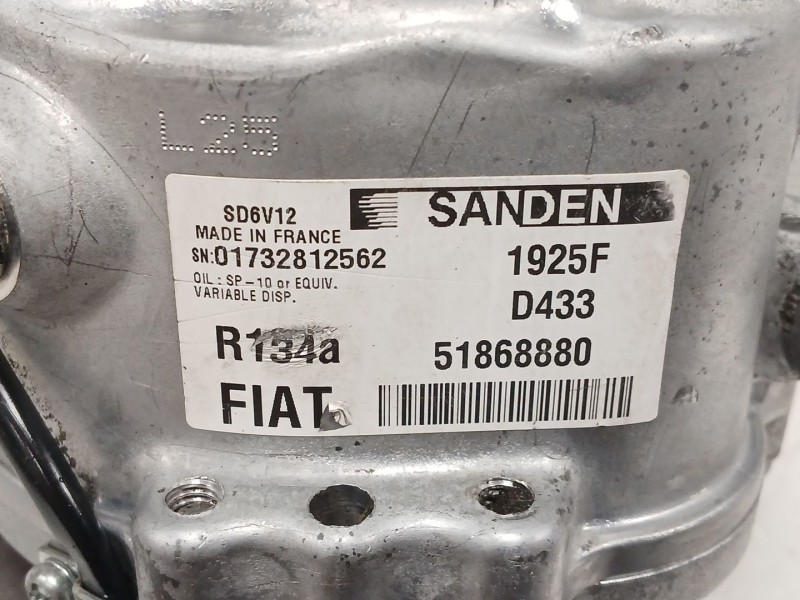 L25
SD6V12
SANDEN
MADE IN FRANCE
SN:01732812562
1925F
OIL : SP-10 or EQUIV.
VARIABLE DISP.
D433
R134a
51868880
FIAT